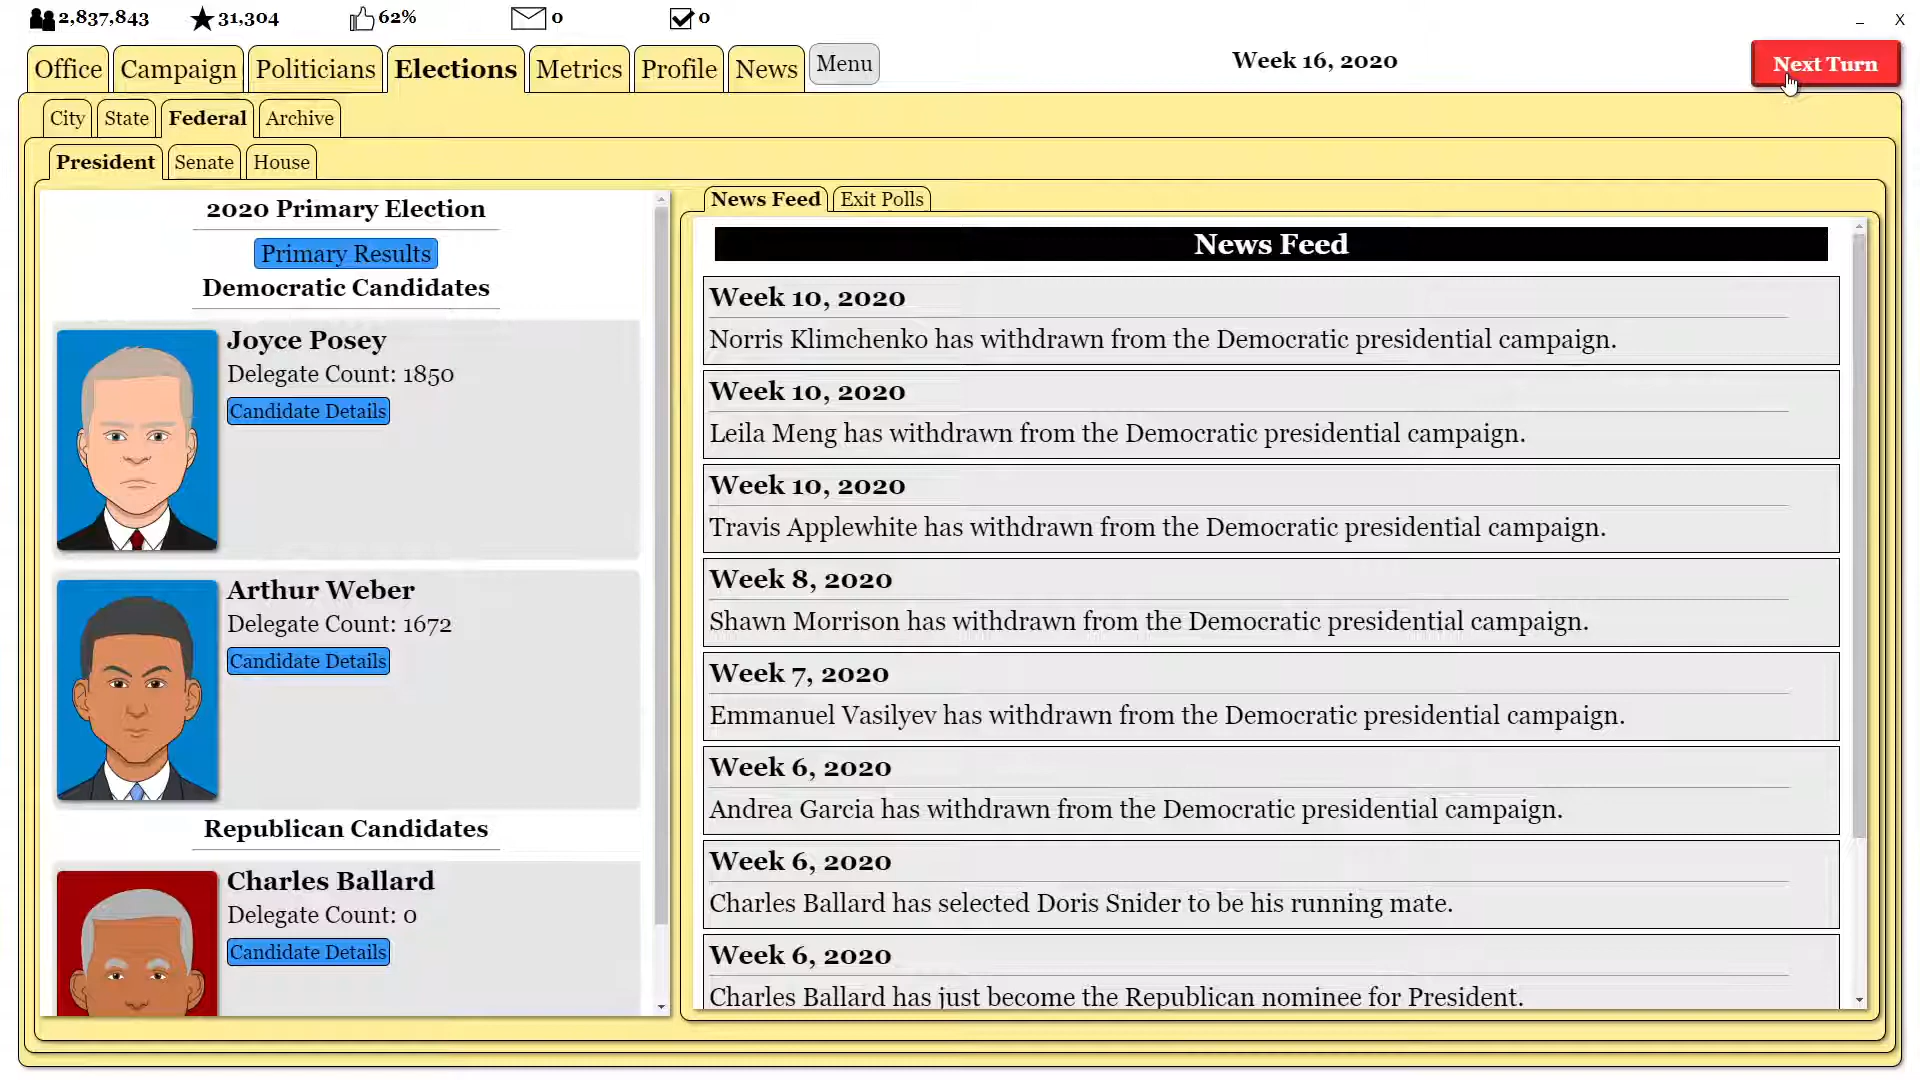 2,837,843 31,304 62% 0 0
_ X
Office Campaign Politicians Elections Metrics Profile News Menu
Week 16, 2020
Next Turn
City State Federal Archive
President Senate House
2020 Primary Election
Primary Results
Democratic Candidates
Joyce Posey
Delegate Count: 1850
Candidate Details
Arthur Weber
Delegate Count: 1672
Candidate Details
Republican Candidates
Charles Ballard
Delegate Count: 0
Candidate Details
News Feed Exit Polls
News Feed
Week 10, 2020
Norris Klimchenko has withdrawn from the Democratic presidential campaign.
Week 10, 2020
Leila Meng has withdrawn from the Democratic presidential campaign.
Week 10, 2020
Travis Applewhite has withdrawn from the Democratic presidential campaign.
Week 8, 2020
Shawn Morrison has withdrawn from the Democratic presidential campaign.
Week 7, 2020
Emmanuel Vasilyev has withdrawn from the Democratic presidential campaign.
Week 6, 2020
Andrea Garcia has withdrawn from the Democratic presidential campaign.
Week 6, 2020
Charles Ballard has selected Doris Snider to be his running mate.
Week 6, 2020
Charles Ballard has just become the Republican nominee for President.